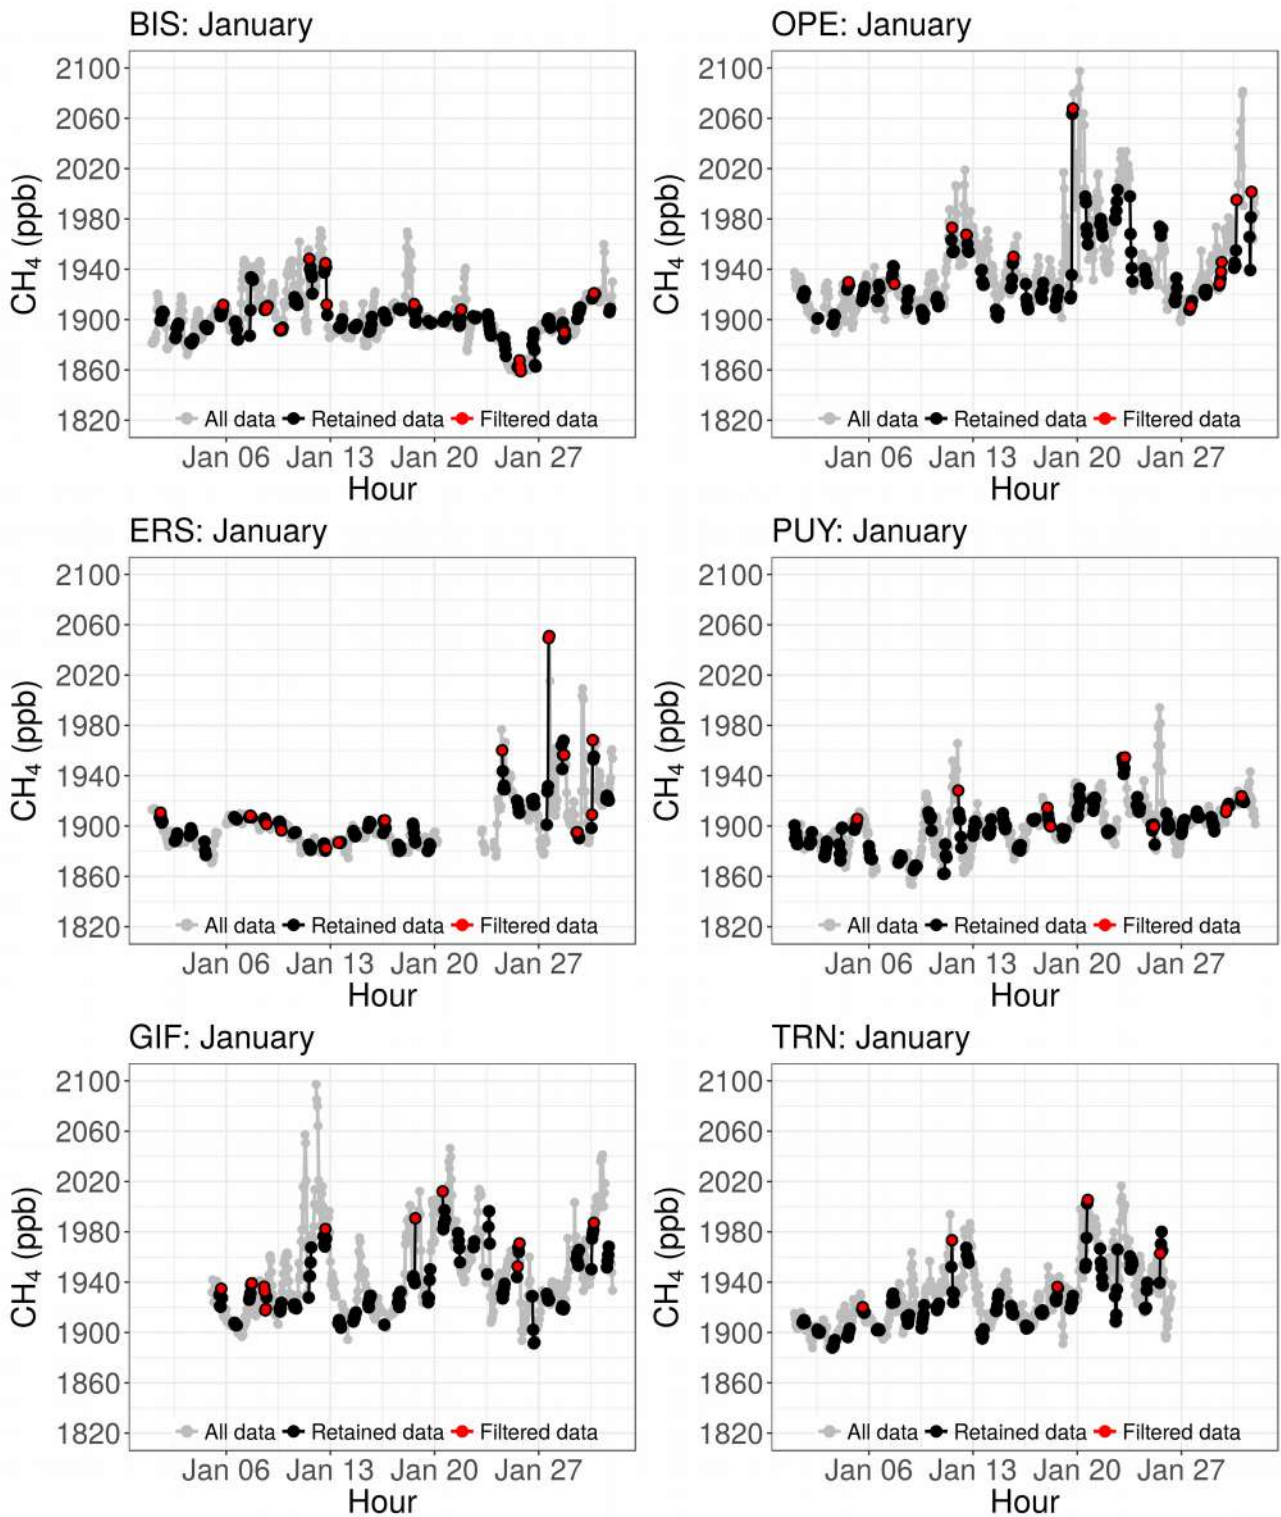 BIS: January
2100
2060
2020
1980
1940
1900
1860
1820
CH4 (ppb)
All data Retained data Filtered data
Jan 06 Jan 13 Jan 20 Jan 27
Hour
OPE: January
2100
2060
2020
1980
1940
1900
1860
1820
CH4 (ppb)
All data Retained data Filtered data
Jan 06 Jan 13 Jan 20 Jan 27
Hour
ERS: January
2100
2060
2020
1980
1940
1900
1860
1820
CH4 (ppb)
All data Retained data Filtered data
Jan 06 Jan 13 Jan 20 Jan 27
Hour
PUY: January
2100
2060
2020
1980
1940
1900
1860
1820
CH4 (ppb)
All data Retained data Filtered data
Jan 06 Jan 13 Jan 20 Jan 27
Hour
GIF: January
2100
2060
2020
1980
1940
1900
1860
1820
CH4 (ppb)
All data Retained data Filtered data
Jan 06 Jan 13 Jan 20 Jan 27
Hour
TRN: January
2100
2060
2020
1980
1940
1900
1860
1820
CH4 (ppb)
All data Retained data Filtered data
Jan 06 Jan 13 Jan 20 Jan 27
Hour